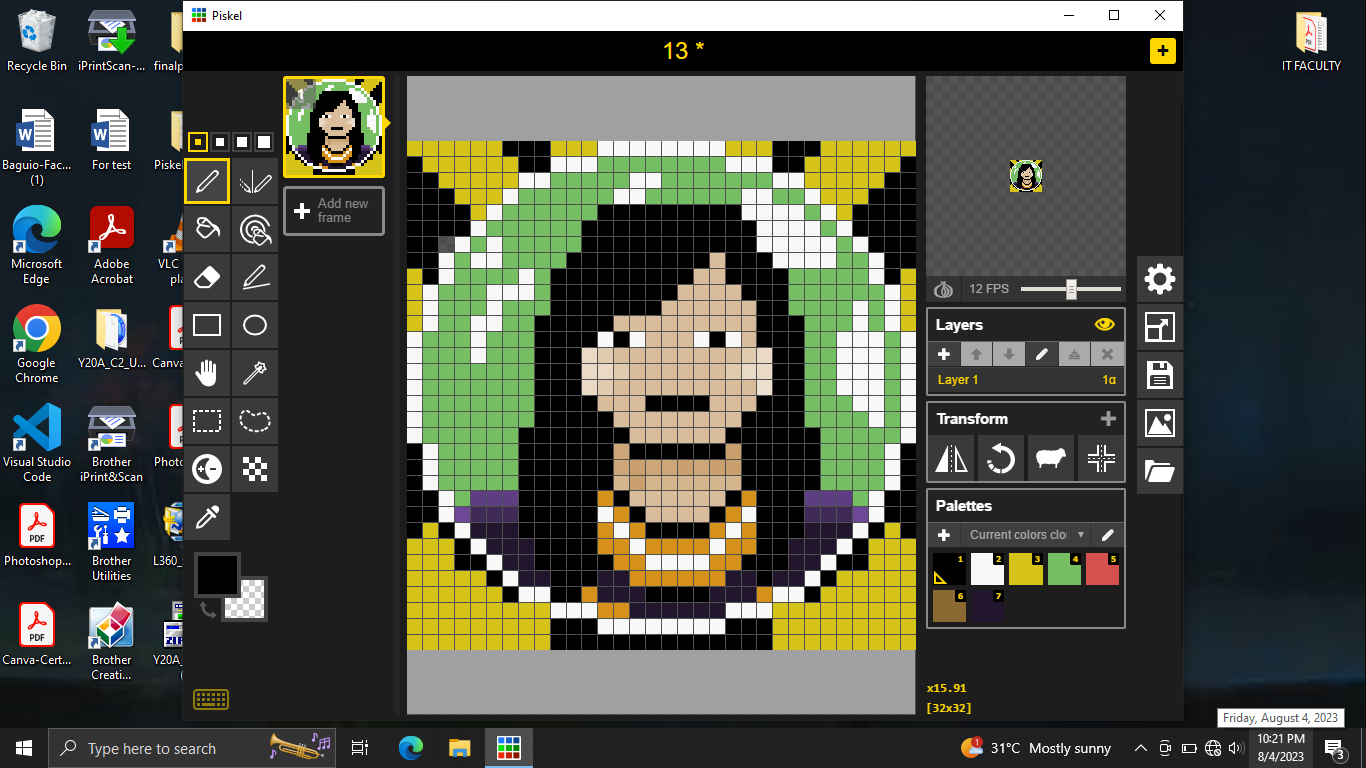 Piskel
13 *
Recycle Bin
iPrintScan-...
finalp
Baguio-Fac... (1)
For test
Piske
Microsoft Edge
Adobe Acrobat
VLC
pla
Google Chrome
Y20A_C2_U...
Canva
Visual Studio Code
Brother iPrint&Scan
Photo
Photoshop...
Brother Utilities
L360_
Canva-Cert...
Brother Creati...
Y20A_
IT FACULTY
PDF
PDF
ZIP
1
Add new frame
12 FPS
Layers
Layer 1
1α
Transform
Palettes
Current colors clo
1
2
3
4
5
6
7
x15.91
[32x32]
Friday, August 4, 2023
Type here to search
1
31°C Mostly sunny
10:21 PM
8/4/2023
3